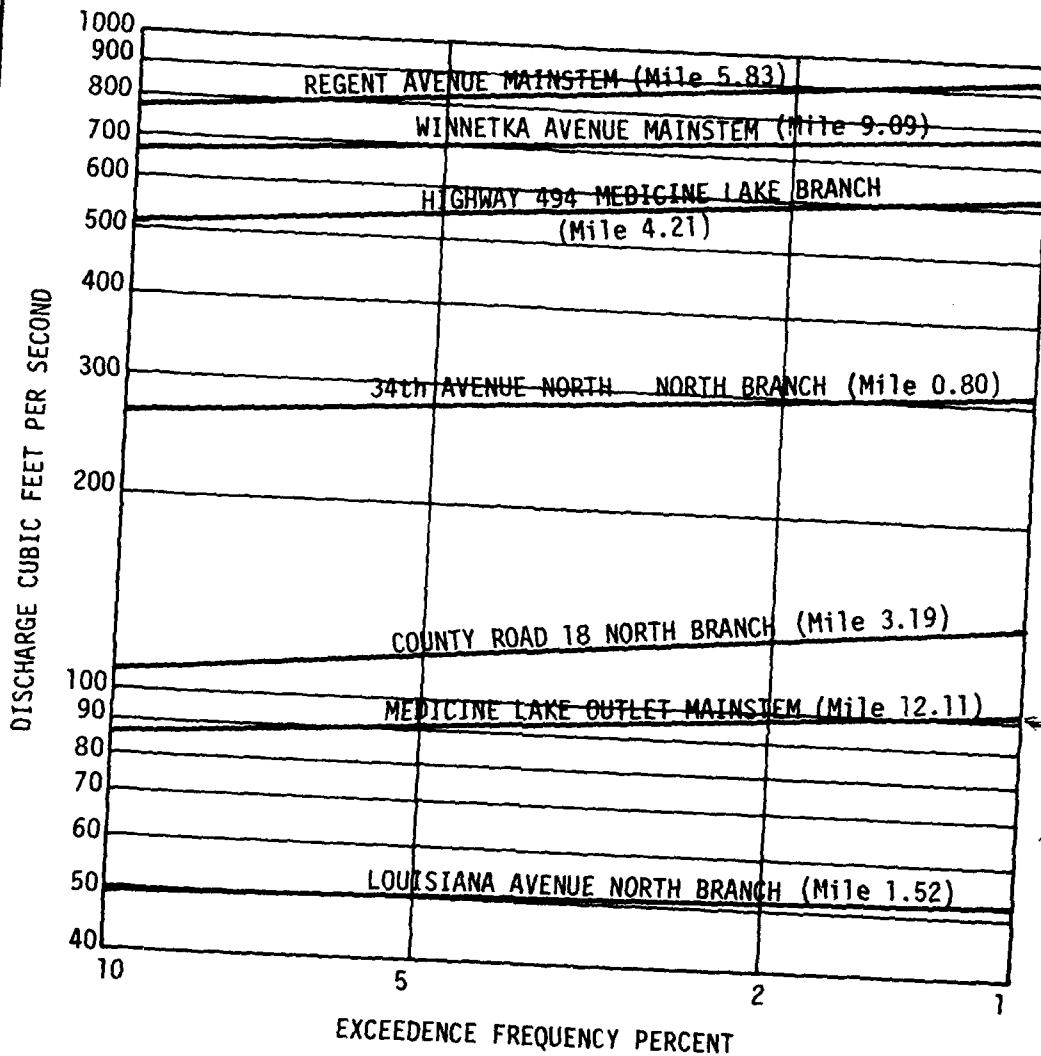 1000
900
800
700
600
500
400
300
200
100
90
80
70
60
50
40
DISCHARGE CUBIC FEET PER SECOND
REGENT AVENUE MAINSTEM (Mile 5.83)
WINNETKA AVENUE MAINSTEM (Mile 9.09)
HIGHWAY 494 MEDICINE LAKE BRANCH
(Mile 4.21)
34th AVENUE NORTH NORTH BRANCH (Mile 0.80)
COUNTY ROAD 18 NORTH BRANCH (Mile 3.19)
MEDICINE LAKE OUTLET MAINSTEM (Mile 12.11)
LOUISIANA AVENUE NORTH BRANCH (Mile 1.52)
10 5 2 1
EXCEEDENCE FREQUENCY PERCENT